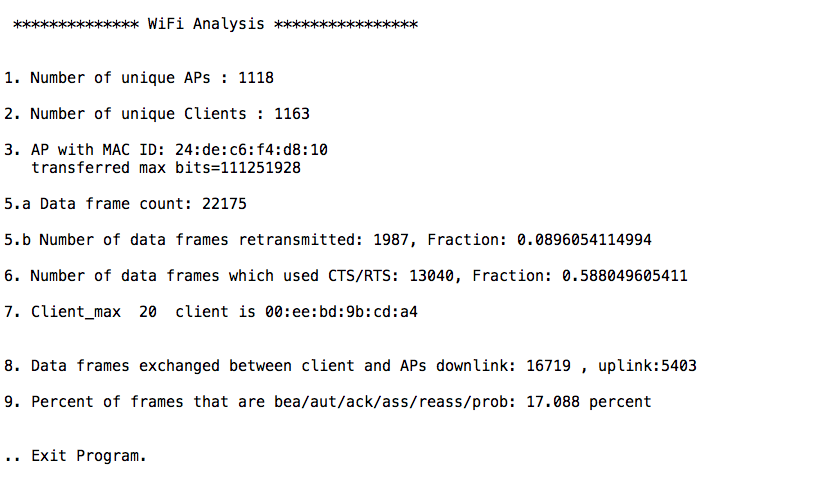 ************** WiFi Analysis ****************
1. Number of unique APs : 1118
2. Number of unique Clients : 1163
3. AP with MAC ID: 24:de:c6:f4:d8:10
transferred max bits=111251928
5.a Data frame count: 22175
5.b Number of data frames retransmitted: 1987, Fraction: 0.0896054114994
6. Number of data frames which used CTS/RTS: 13040, Fraction: 0.588049605411
7. Client_max  20  client is 00:ee:bd:9b:cd:a4
8. Data frames exchanged between client and APs downlink: 16719 , uplink:5403
9. Percent of frames that are bea/aut/ack/ass/reass/prob: 17.088 percent
.. Exit Program.